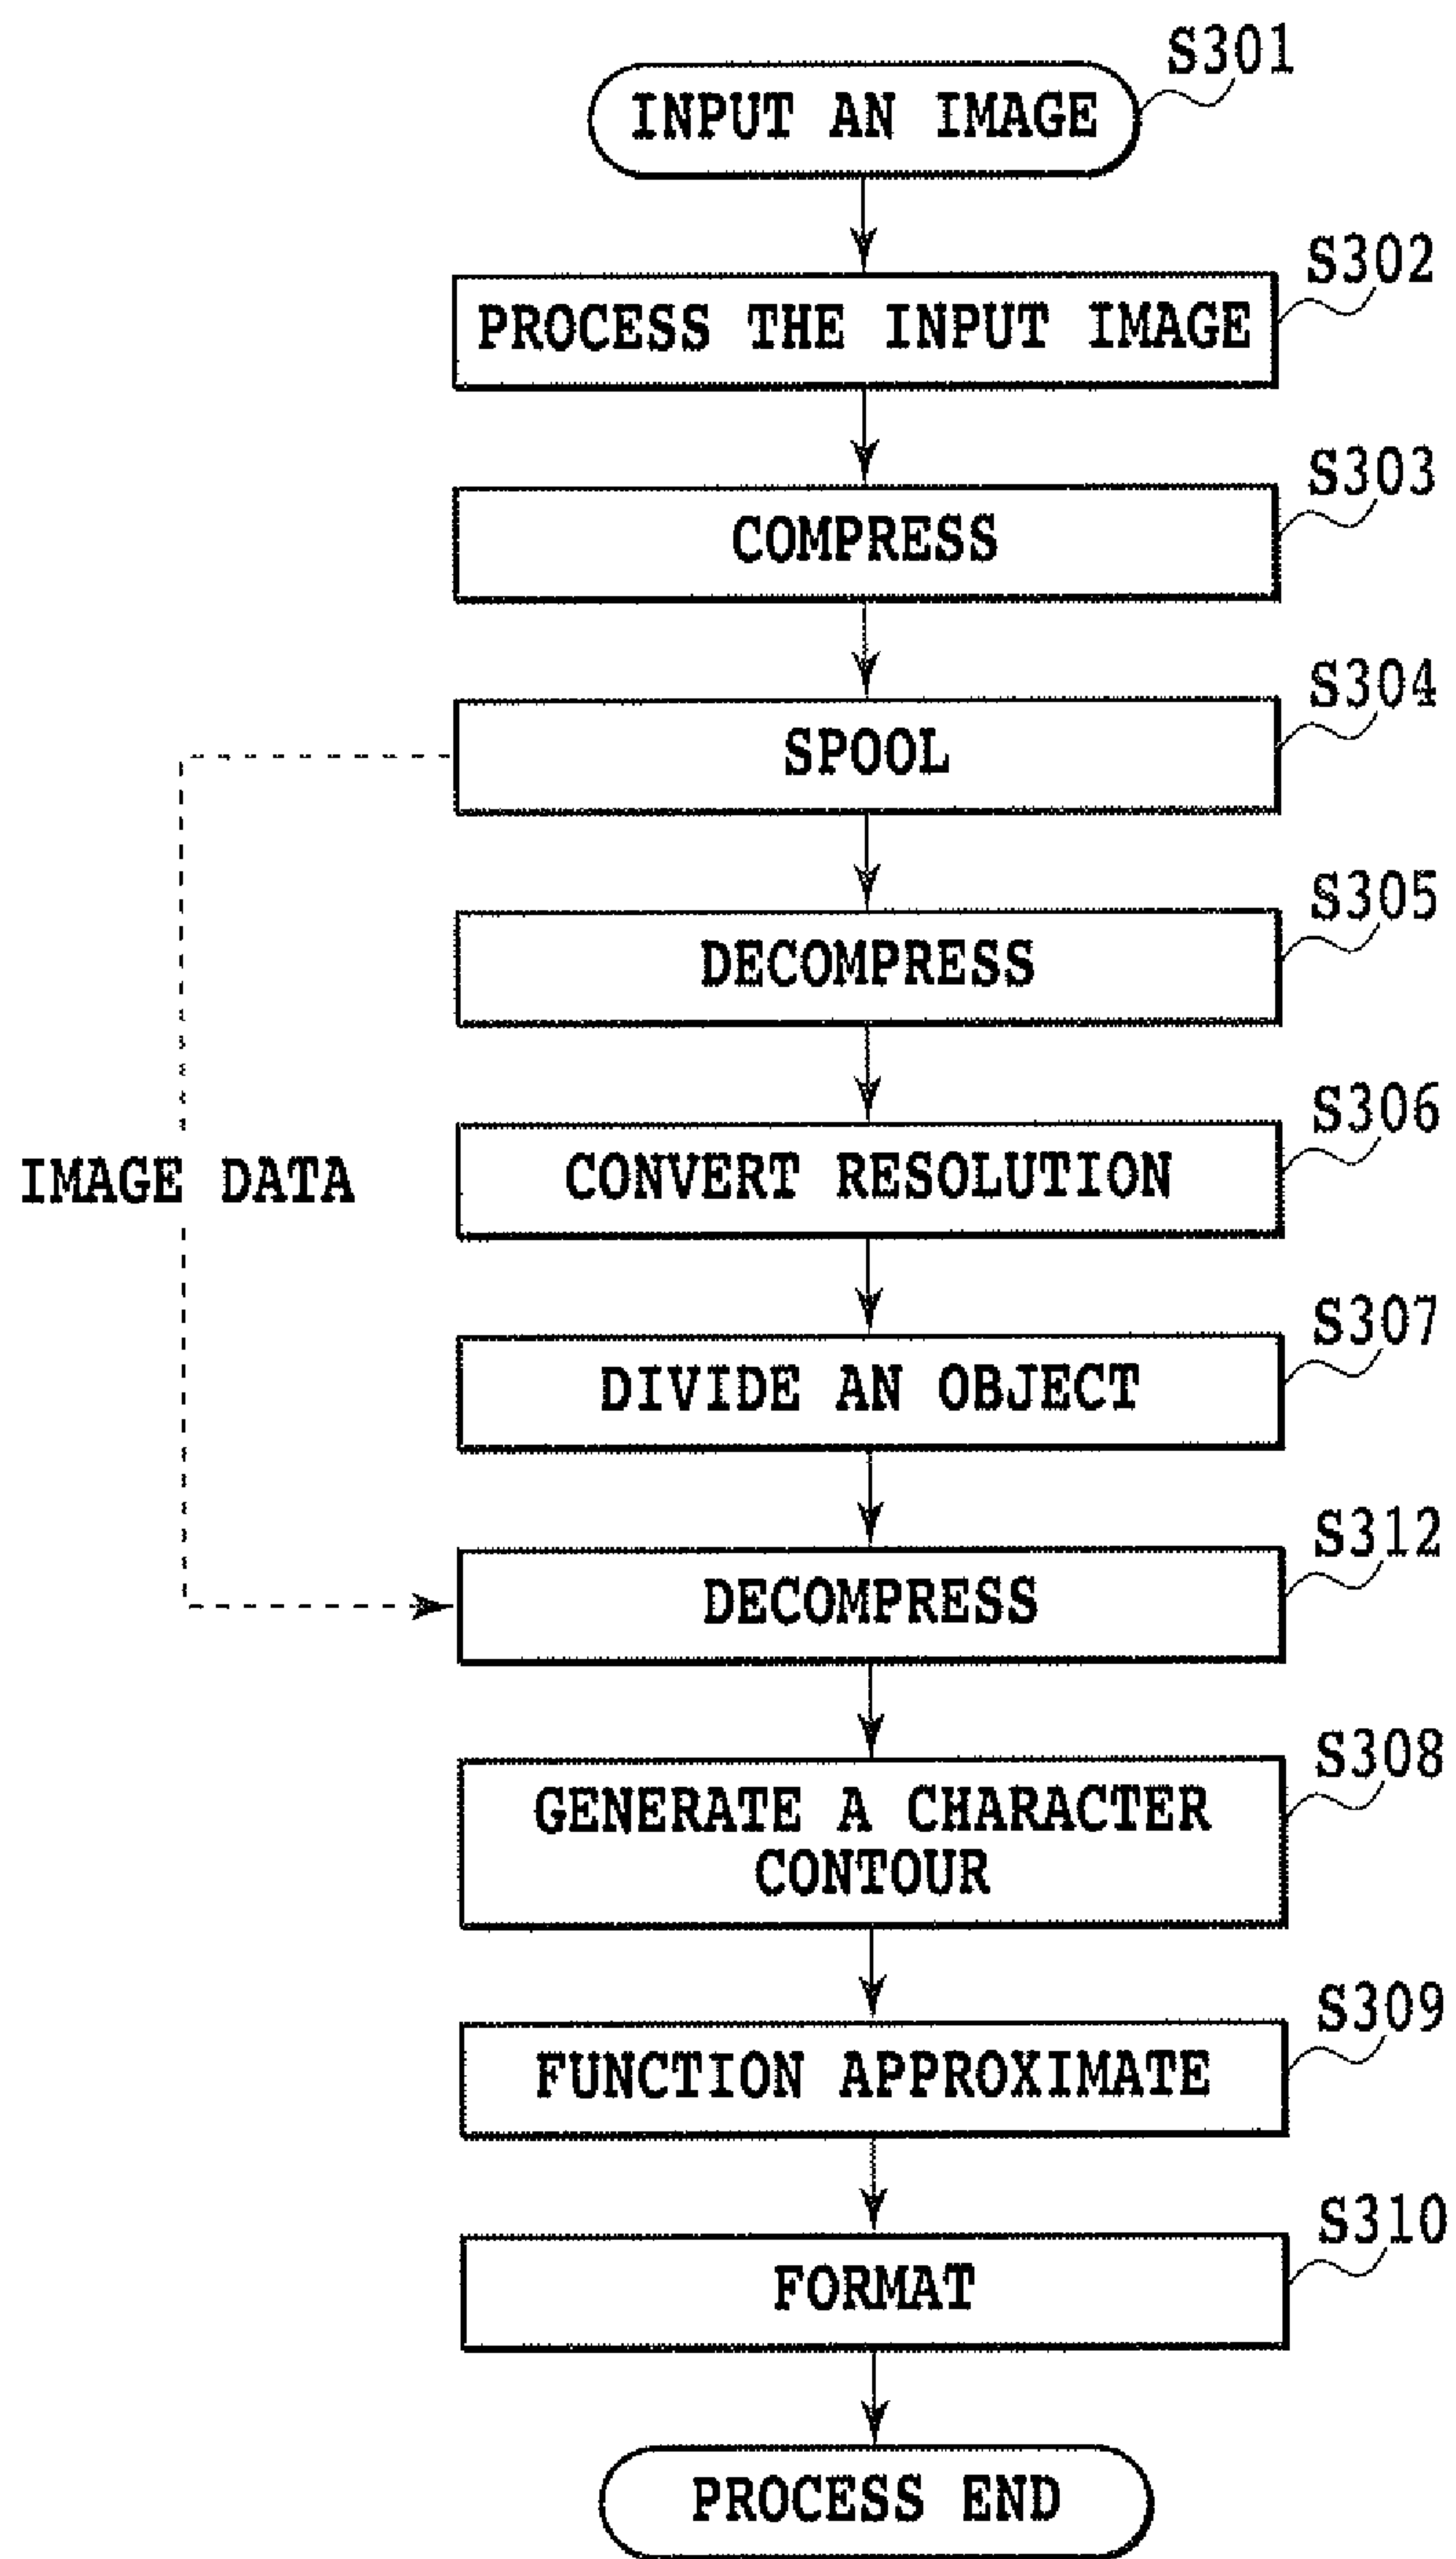 S301
INPUT AN IMAGE
S302
PROCESS THE INPUT IMAGE
S303
COMPRESS
S304
SPOOL
S305
DECOMPRESS
S306
IMAGE DATA
CONVERT RESOLUTION
S307
DIVIDE AN OBJECT
S312
DECOMPRESS
S308
GENERATE A CHARACTER
CONTOUR
S309
FUNCTION APPROXIMATE
S310
FORMAT
PROCESS END